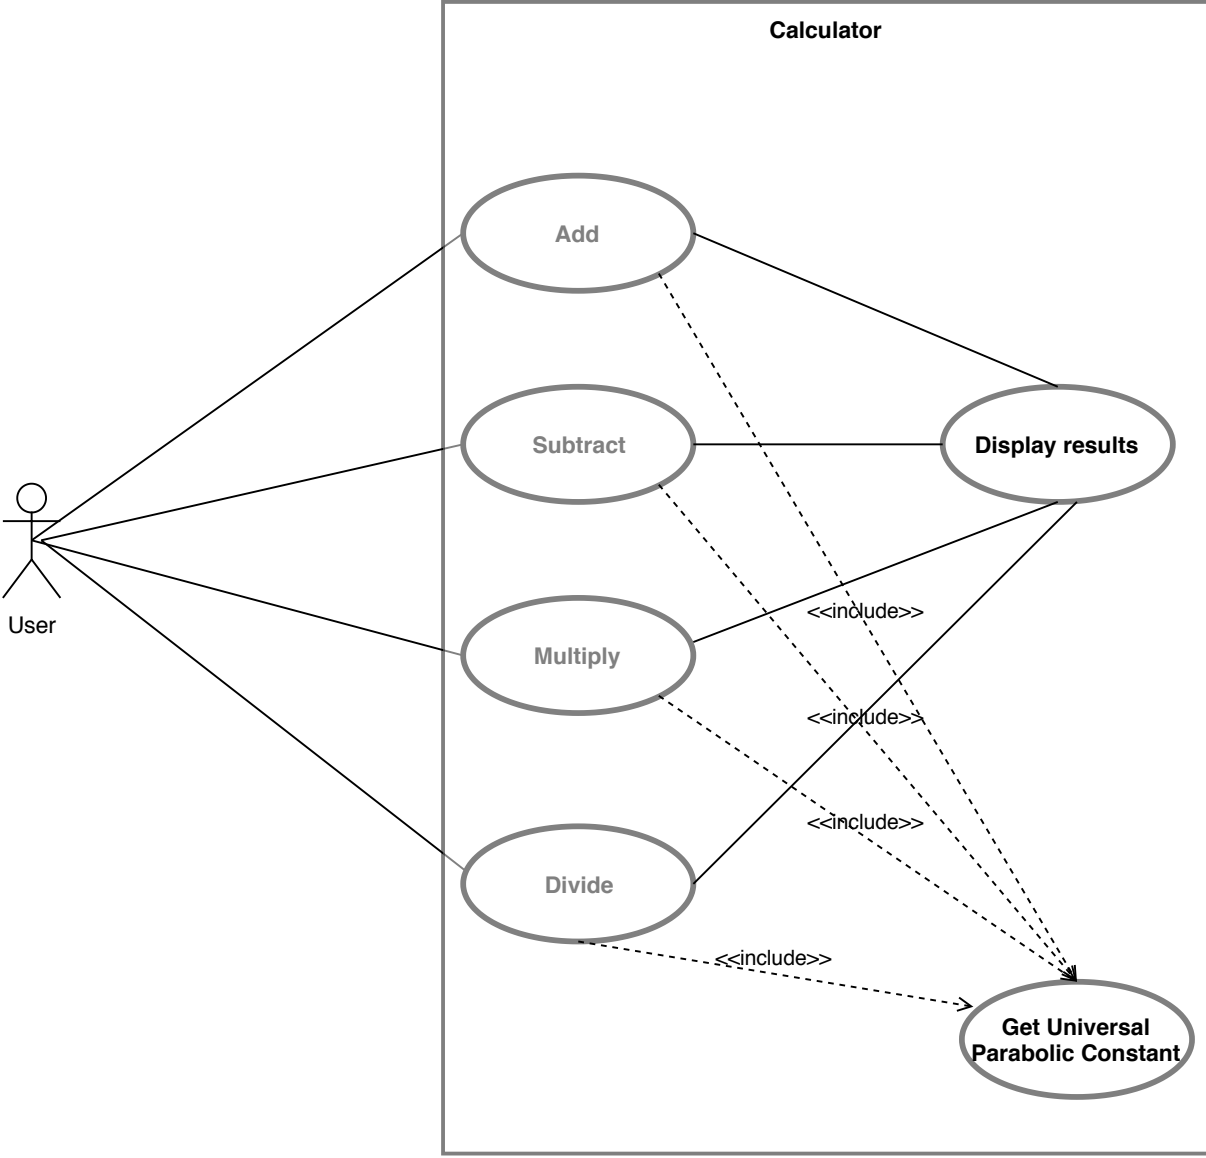 Calculator
Add
Subtract
Display results
User
Multiply
<<include>>
<<include>>
<<include>>
Divide
<<include>>
Get Universal
Parabolic Constant